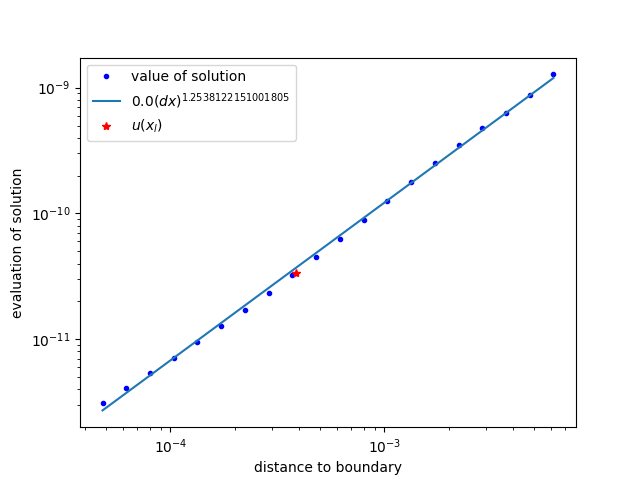 value of solution
0.0(dx)^1.2538122151001805
u(x_l)
10^-9
10^-10
10^-11
evaluation of solution
10^-4
10^-3
distance to boundary